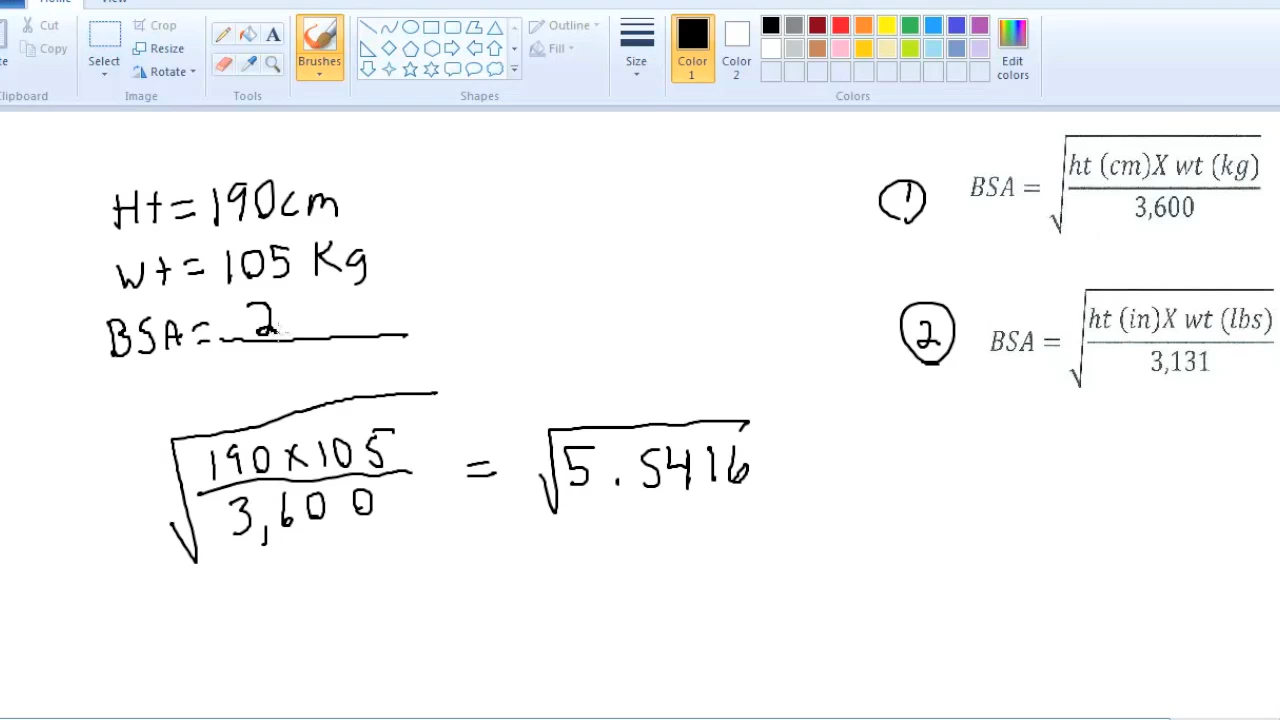 Home View
Cut
Copy
Clipboard
Select
Crop
Resize
Rotate
Image
A
Tools
Brushes
Shapes
Outline
Fill
Size
Color 1
Color 2
Edit colors
Colors
Ht = 190cm
Wt = 105 Kg
BSA = 2
√(190 x 105 / 3,600) = √5.5416
① BSA = √(ht (cm)X wt (kg) / 3,600)
② BSA = √(ht (in)X wt (lbs) / 3,131)